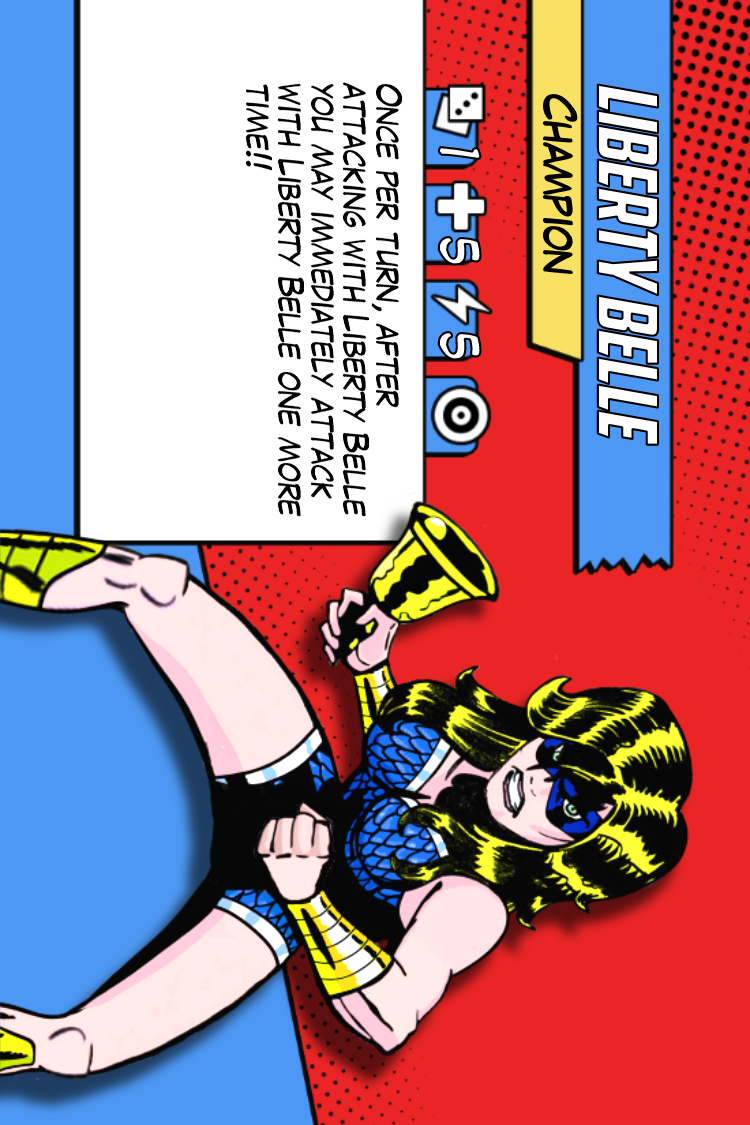 LIBERTY BELLE
CHAMPION
1 5 5
ONCE PER TURN, AFTER
ATTACKING WITH LIBERTY BELLE
YOU MAY IMMEDIATELY ATTACK
WITH LIBERTY BELLE ONE MORE
TIME!!